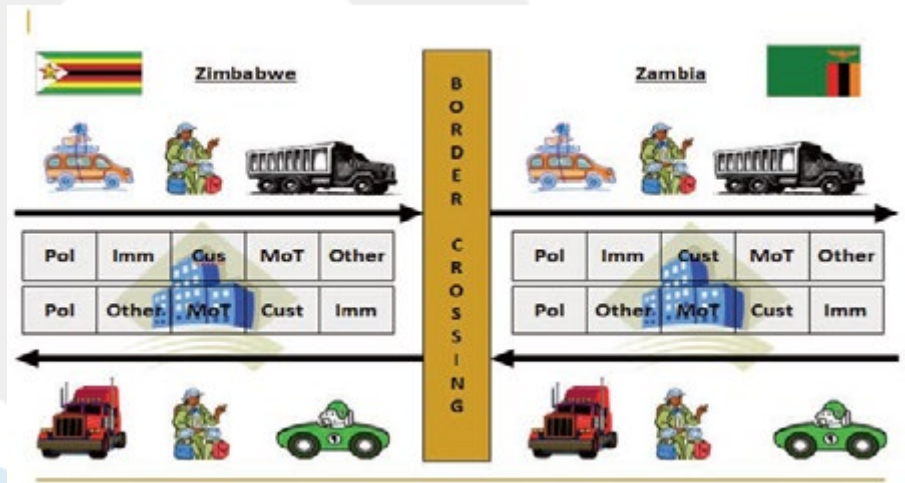 Zimbabwe
Zambia
BORDER CROSSING
Pol Imm Cus MoT Other
Pol Other MoT Cust Imm
Pol Imm Cust MoT Other
Pol Other MoT Cust Imm